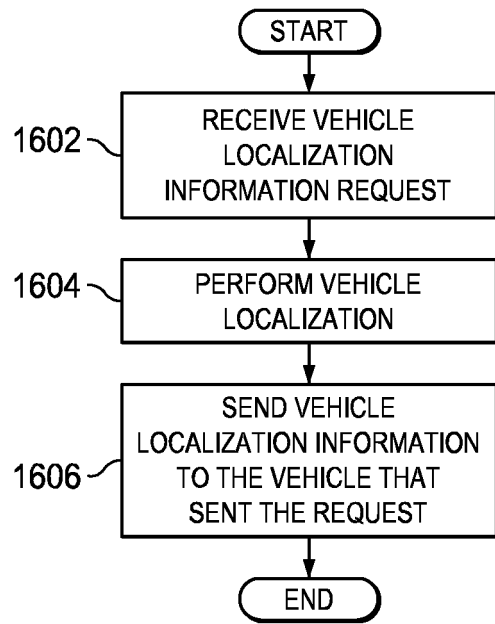 START
1602
RECEIVE VEHICLE
LOCALIZATION
INFORMATION REQUEST
1604
PERFORM VEHICLE
LOCALIZATION
1606
SEND VEHICLE
LOCALIZATION INFORMATION
TO THE VEHICLE THAT
SENT THE REQUEST
END